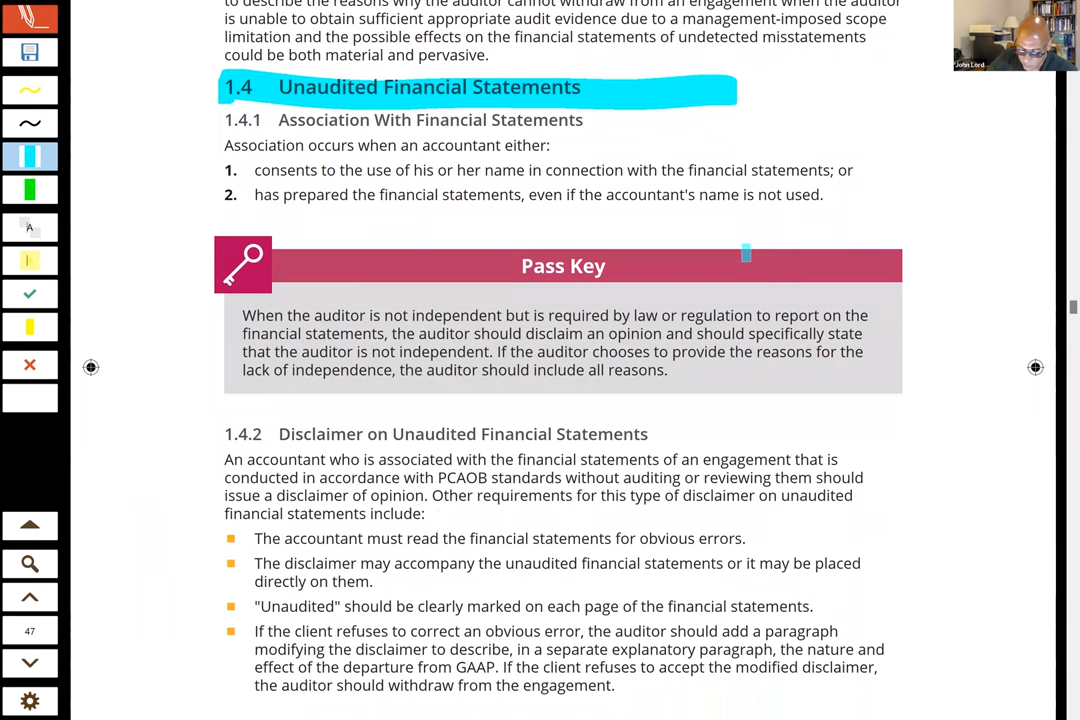 to describe the reasons why the auditor cannot withdraw from an engagement when the auditor
is unable to obtain sufficient appropriate audit evidence due to a management-imposed scope
limitation and the possible effects on the financial statements of undetected misstatements
could be both material and pervasive.
John Lord
1.4 Unaudited Financial Statements
1.4.1 Association With Financial Statements
Association occurs when an accountant either:
1. consents to the use of his or her name in connection with the financial statements; or
2. has prepared the financial statements, even if the accountant's name is not used.
Pass Key
When the auditor is not independent but is required by law or regulation to report on the
financial statements, the auditor should disclaim an opinion and should specifically state
that the auditor is not independent. If the auditor chooses to provide the reasons for the
lack of independence, the auditor should include all reasons.
1.4.2 Disclaimer on Unaudited Financial Statements
An accountant who is associated with the financial statements of an engagement that is
conducted in accordance with PCAOB standards without auditing or reviewing them should
issue a disclaimer of opinion. Other requirements for this type of disclaimer on unaudited
financial statements include:
The accountant must read the financial statements for obvious errors.
The disclaimer may accompany the unaudited financial statements or it may be placed
directly on them.
"Unaudited" should be clearly marked on each page of the financial statements.
If the client refuses to correct an obvious error, the auditor should add a paragraph
modifying the disclaimer to describe, in a separate explanatory paragraph, the nature and
effect of the departure from GAAP. If the client refuses to accept the modified disclaimer,
the auditor should withdraw from the engagement.
A
47